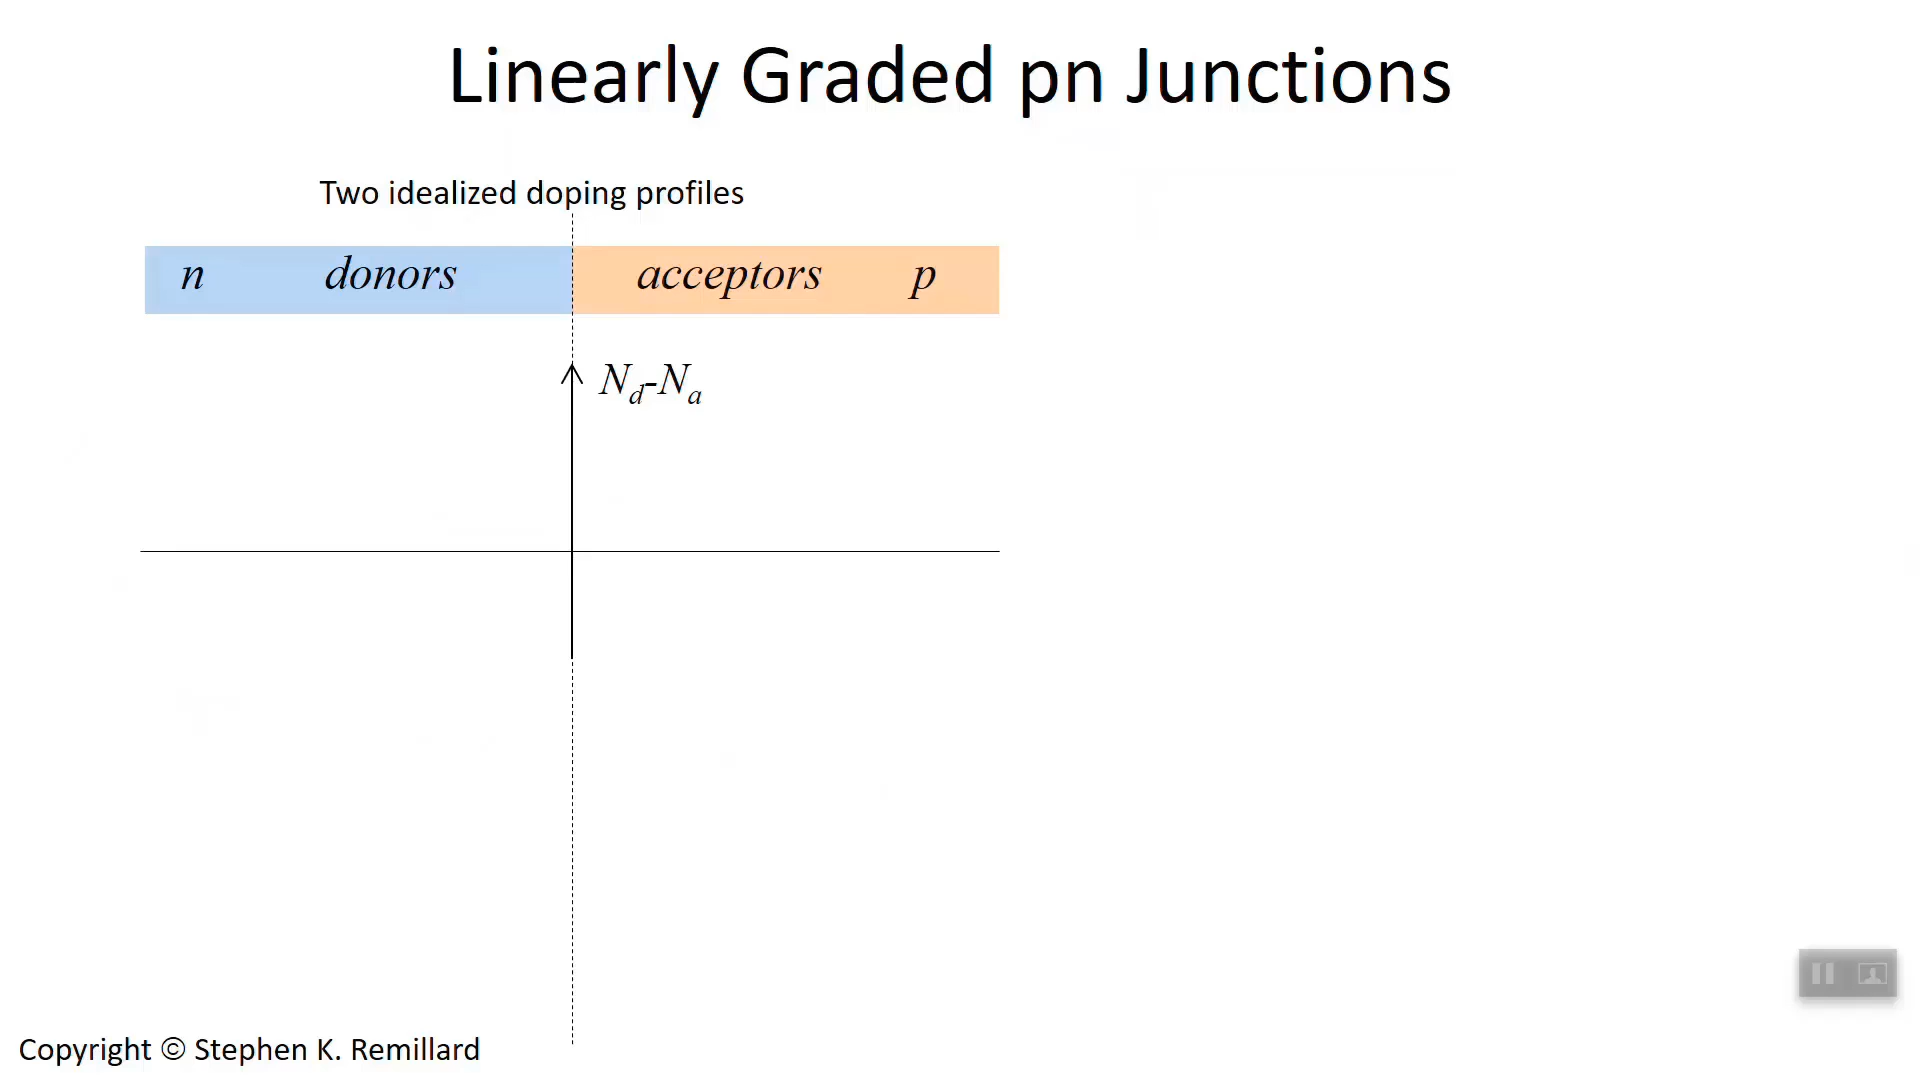 Linearly Graded pn Junctions
Two idealized doping profiles
n donors acceptors p
N_d-N_a
Copyright © Stephen K. Remillard